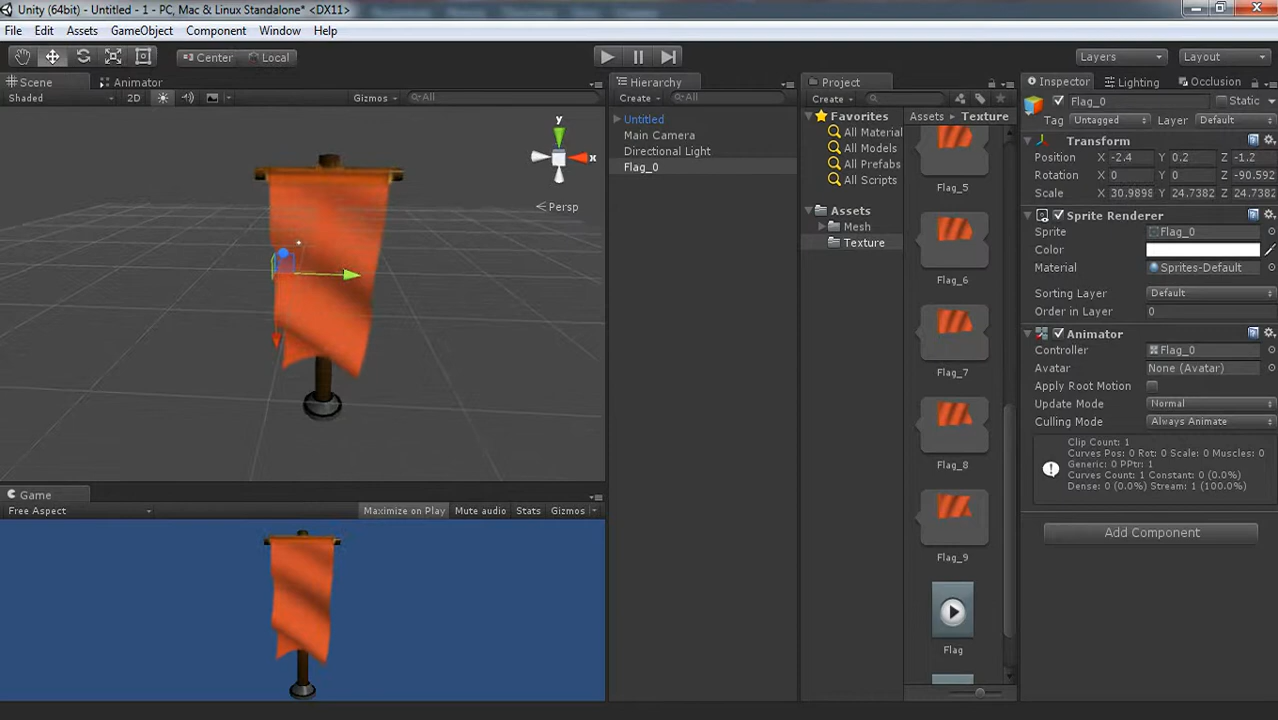 Unity (64bit) - Untitled - 1 - PC, Mac & Linux Standalone* <DX11>
File Edit Assets GameObject Component Window Help
Center Local
Layers Layout
Scene Animator
Shaded 2D Gizmos All
y
x
Persp
Game
Free Aspect Maximize on Play Mute audio Stats Gizmos
Hierarchy
Create All
Untitled
Main Camera
Directional Light
Flag_0
Project
Create
Favorites
All Material
All Models
All Prefabs
All Scripts
Assets
Mesh
Texture
Assets Texture
Flag_5
Flag_6
Flag_7
Flag_8
Flag_9
Flag
Inspector Lighting Occlusion
Flag_0 Static
Tag Untagged Layer Default
Transform
Position X -2.4 Y 0.2 Z -1.2
Rotation X 0 Y 0 Z -90.592
Scale X 30.9898 Y 24.7382 Z 24.7382
Sprite Renderer
Sprite Flag_0
Color
Material Sprites-Default
Sorting Layer Default
Order in Layer 0
Animator
Controller Flag_0
Avatar None (Avatar)
Apply Root Motion
Update Mode Normal
Culling Mode Always Animate
Clip Count: 1
Curves Pos: 0 Rot: 0 Scale: 0 Muscles: 0
Generic: 0 PPtr: 1
Curves Count: 1 Constant: 0 (0.0%)
Dense: 0 (0.0%) Stream: 1 (100.0%)
Add Component